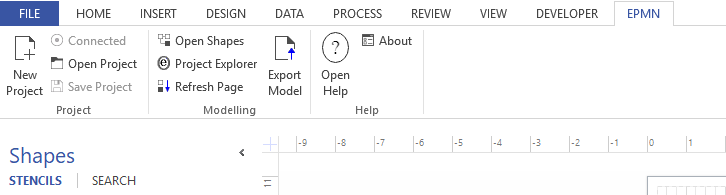 FILE HOME INSERT DESIGN DATA PROCESS REVIEW VIEW DEVELOPER EPMN
Connected Open Shapes About
New Project Open Project Project Explorer Export Model Open Help
Save Project Refresh Page
Project Modelling Help
-9 -8 -7 -6 -5 -4 -3 -2 -1 0 1
Shapes
STENCILS SEARCH
11